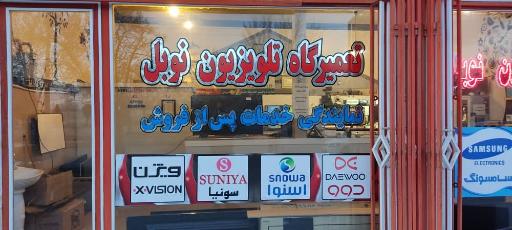 تعمیرگاه تلویزیون نوبل
نمایندگی خدمات پس از فروش
ویژن
X-VISION
SUNIYA
سونیا
snowa
اسنوا
DAEWOO
دوو
SAMSUNG
ELECTRONICS
سامسونگ